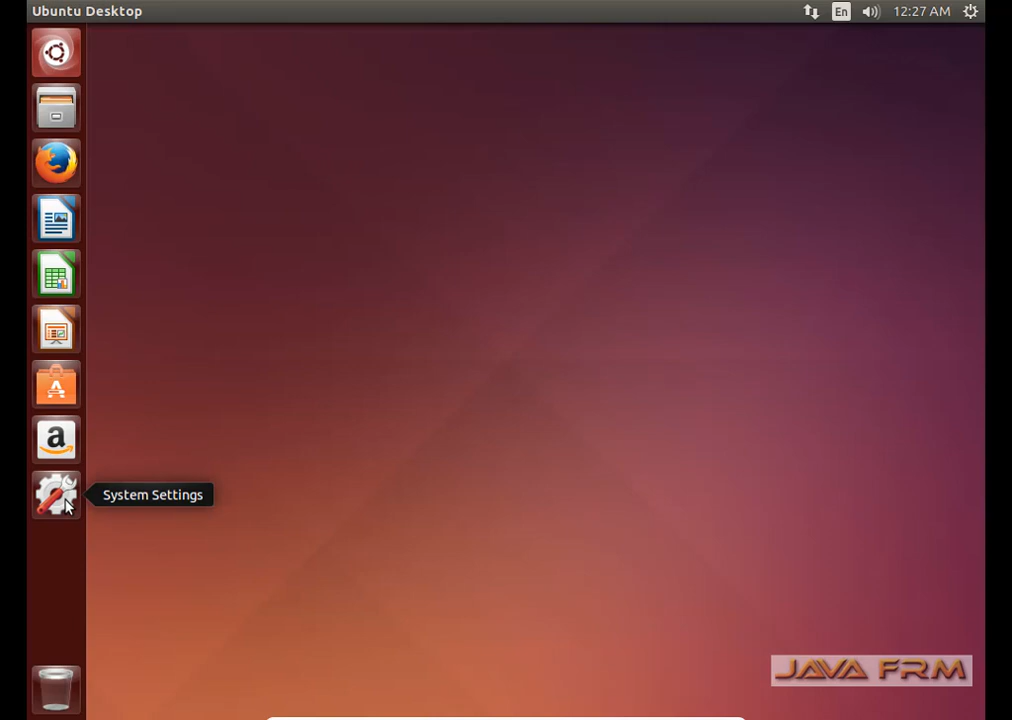 Ubuntu Desktop
En
12:27 AM
a
System Settings
JAVA FRM